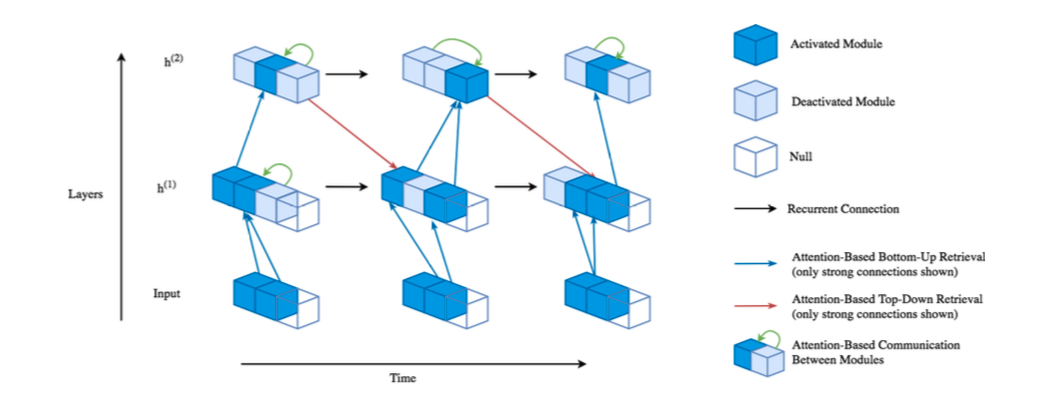 h(2)
h(1)
Layers
Input
Time
Activated Module
Deactivated Module
Null
Recurrent Connection
Attention-Based Bottom-Up Retrieval
(only strong connections shown)
Attention-Based Top-Down Retrieval
(only strong connections shown)
Attention-Based Communication
Between Modules